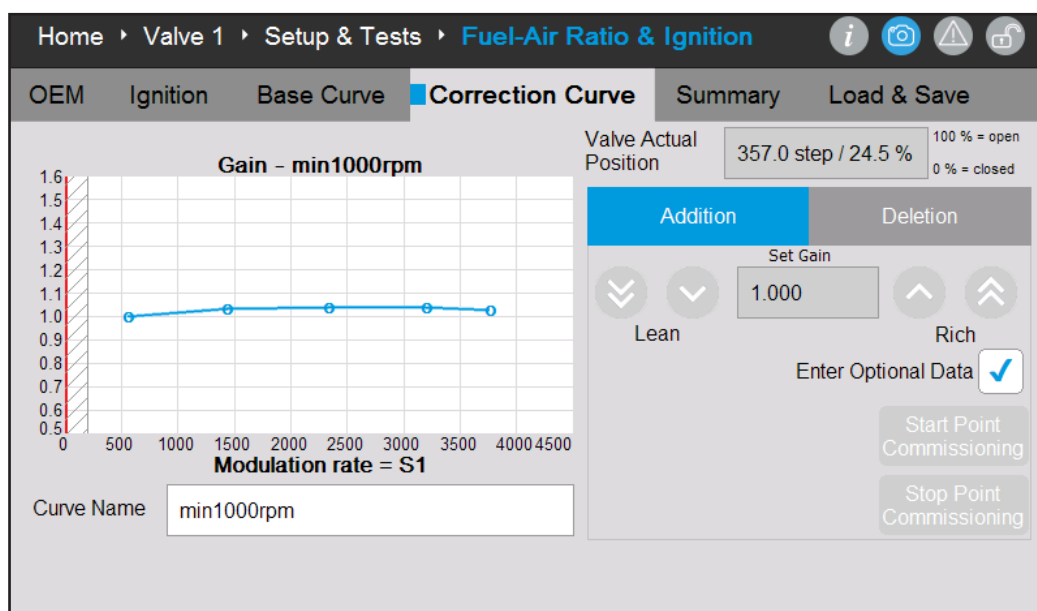 Home ‣ Valve 1 ‣ Setup & Tests ‣ Fuel-Air Ratio & Ignition
OEM Ignition Base Curve Correction Curve Summary Load & Save
Gain - min1000rpm
1.6
1.5
1.4
1.3
1.2
1.1
1.0
0.9
0.8
0.7
0.6
0.5
0 500 1000 1500 2000 2500 3000 3500 4000 4500
Modulation rate = S1
Curve Name min1000rpm
Valve Actual
Position
357.0 step / 24.5 %
100 % = open
0 % = closed
Addition Deletion
Set Gain
1.000
Lean Rich
Enter Optional Data
Start Point
Commissioning
Stop Point
Commissioning